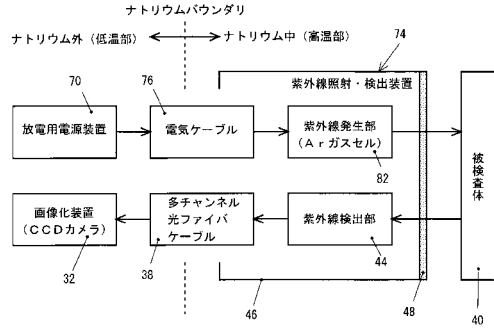 ナトリウムバウンダリ
ナトリウム外(低温部)
ナトリウム中(高温部)
74
紫外線照射・検出装置
70
76
放電用電源装置
電気ケーブル
紫外線発生部
(Arガスセル)
82
被検査体
画像化装置
(CCDカメラ)
多チャンネル
光ファイバ
ケーブル
紫外線検出部
32
38
44
46
48
40